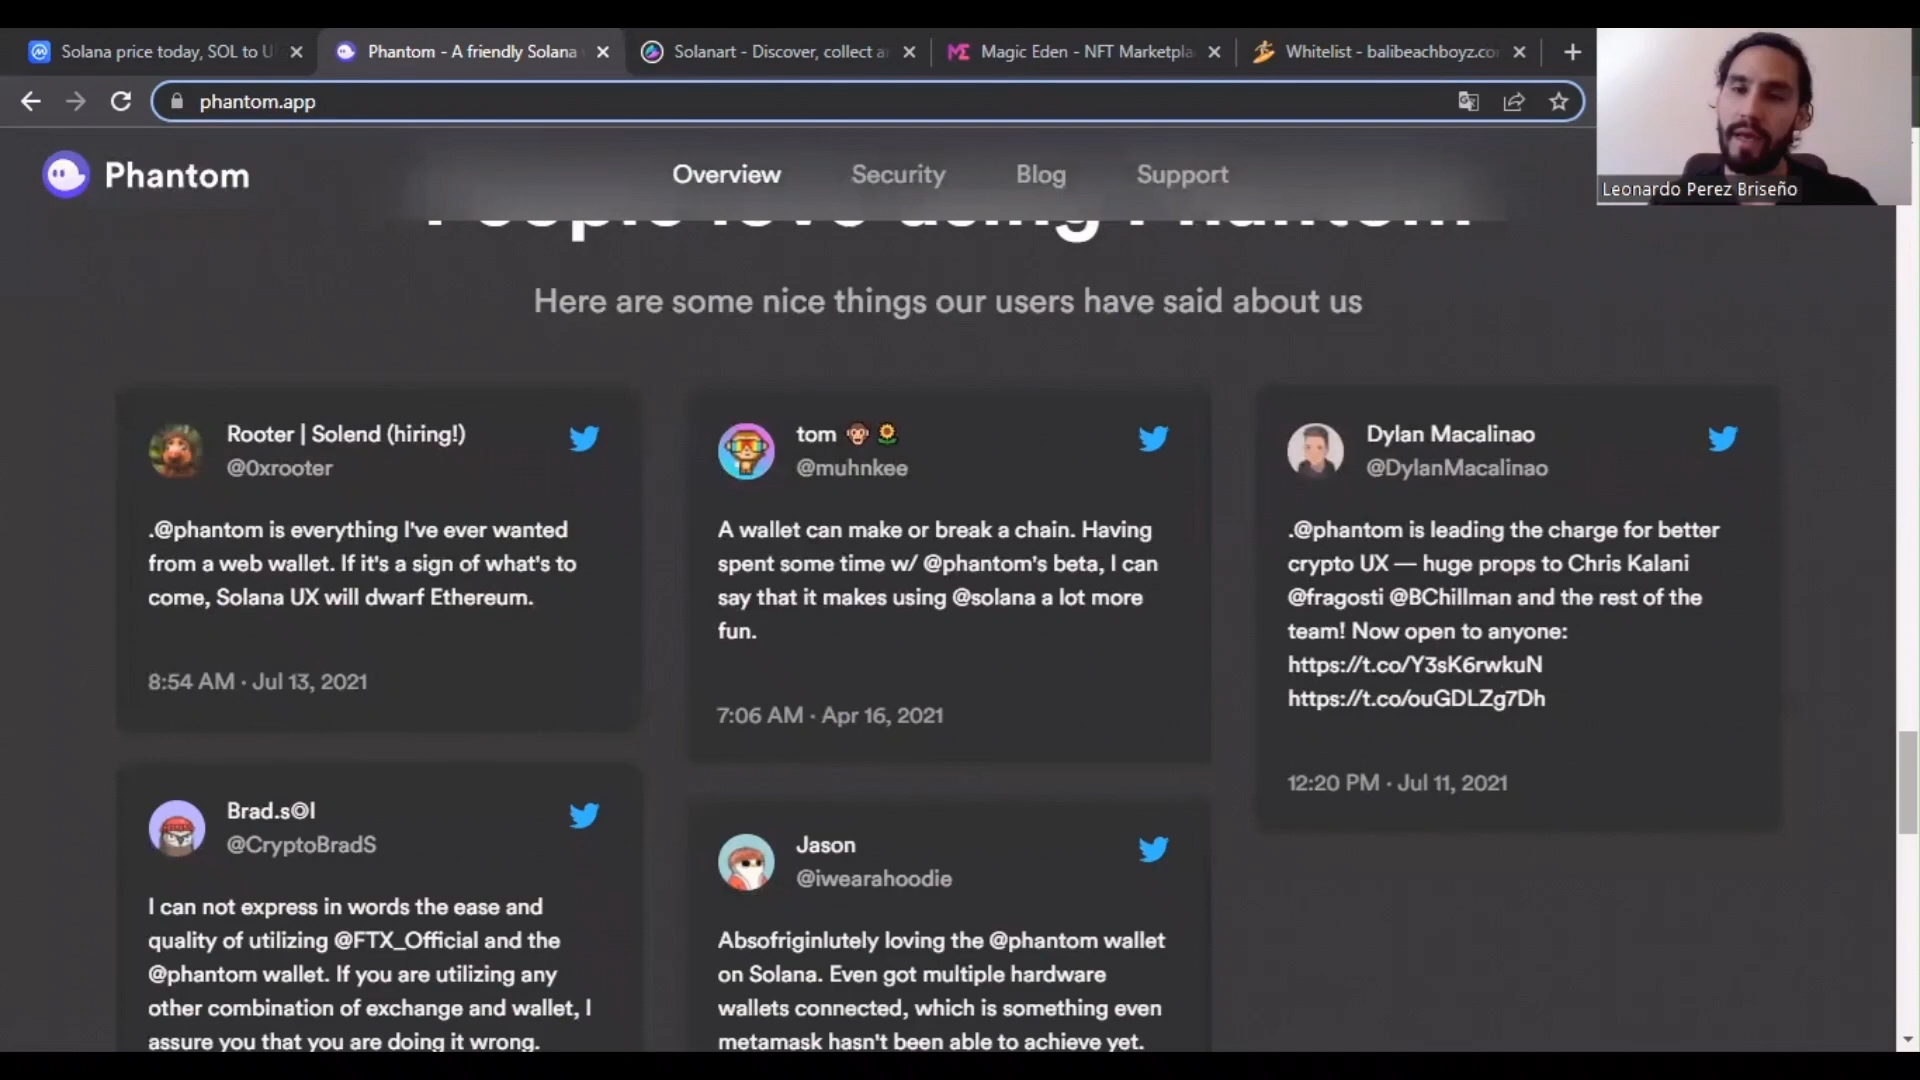 Solana price today, SOL to U
Phantom - A friendly Solana
Solanart - Discover, collect a
Magic Eden - NFT Marketpla
Whitelist - balibeachboyz.co
phantom.app
Leonardo Perez Briseño
Phantom
Overview
Security
Blog
Support
People love using Phantom
Here are some nice things our users have said about us
Rooter | Solend (hiring!)
@0xrooter
.@phantom is everything I've ever wanted
from a web wallet. If it's a sign of what's to
come, Solana UX will dwarf Ethereum.
8:54 AM · Jul 13, 2021
tom 🐵 🌻
@muhnkee
A wallet can make or break a chain. Having
spent some time w/ @phantom's beta, I can
say that it makes using @solana a lot more
fun.
7:06 AM · Apr 16, 2021
Dylan Macalinao
@DylanMacalinao
.@phantom is leading the charge for better
crypto UX — huge props to Chris Kalani
@fragosti @BChillman and the rest of the
team! Now open to anyone:
https://t.co/Y3sK6rwkuN
https://t.co/ouGDLZg7Dh
12:20 PM · Jul 11, 2021
Brad.s◎l
@CryptoBradS
I can not express in words the ease and
quality of utilizing @FTX_Official and the
@phantom wallet. If you are utilizing any
other combination of exchange and wallet, I
assure you that you are doing it wrong.
Jason
@iwearahoodie
Absofriginlutely loving the @phantom wallet
on Solana. Even got multiple hardware
wallets connected, which is something even
metamask hasn't been able to achieve yet.